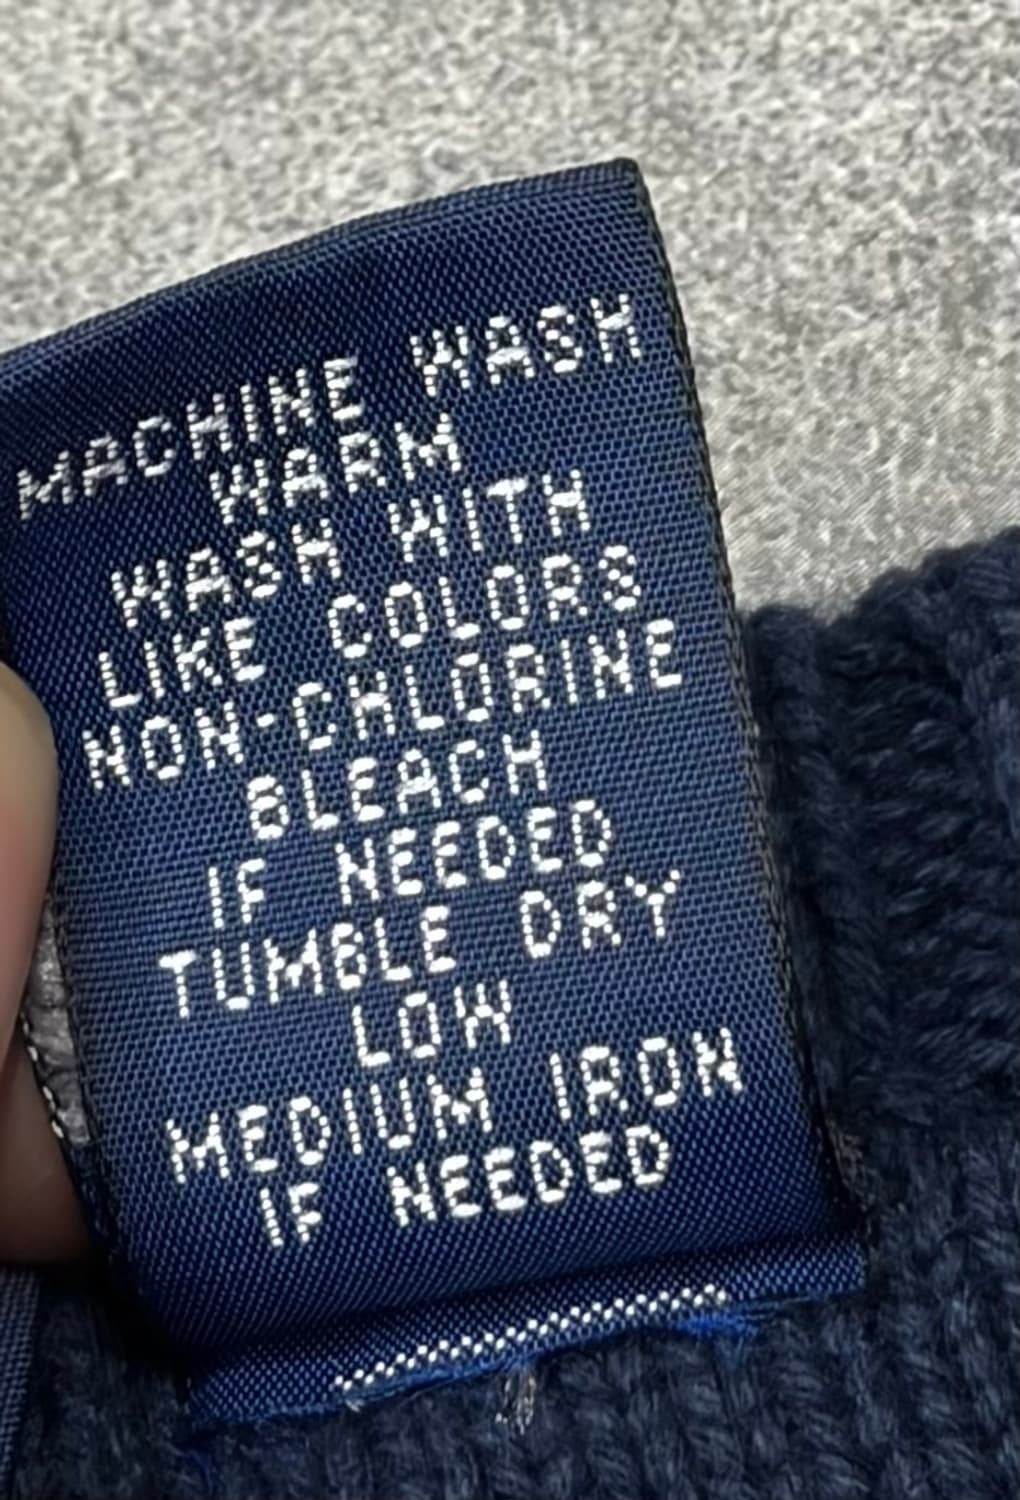 MACHINE WASH
WARM
WASH WITH
LIKE COLORS
NON-CHLORINE
BLEACH
IF NEEDED
TUMBLE DRY
LOW
MEDIUM IRON
IF NEEDED